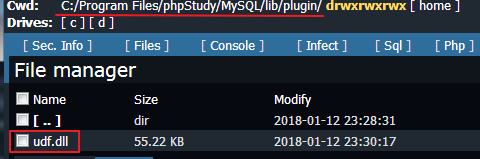 Cwd: C:/Program Files/phpStudy/MySQL/lib/plugin/ drwxrwxrwx [ home ]
Drives: [ c ] [ d ]
[ Sec. Info ] [ Files ] [ Console ] [ Infect ] [ Sql ] [ Php ]
File manager
Name Size Modify
[ .. ] dir 2018-01-12 23:28:31
udf.dll 55.22 KB 2018-01-12 23:30:17